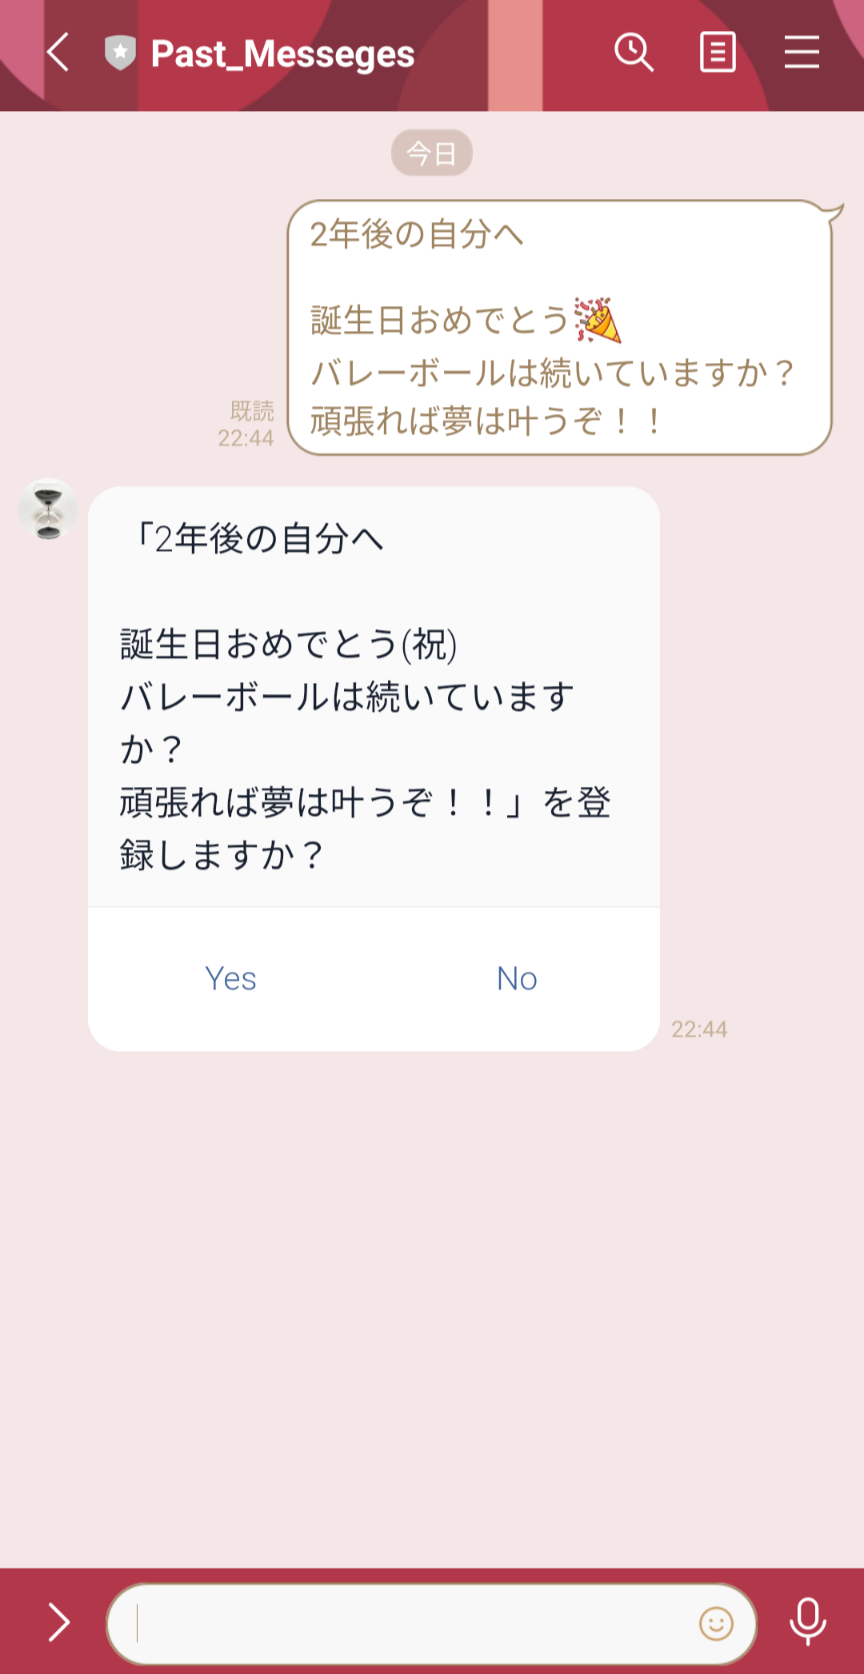 Past_Messeges
今日
2年後の自分へ
誕生日おめでとう🎉
バレーボールは続いていますか？
頑張れば夢は叶うぞ！！
既読
22:44
「2年後の自分へ
誕生日おめでとう(祝)
バレーボールは続いています
か？
頑張れば夢は叶うぞ！！」を登
録しますか？
Yes No
22:44